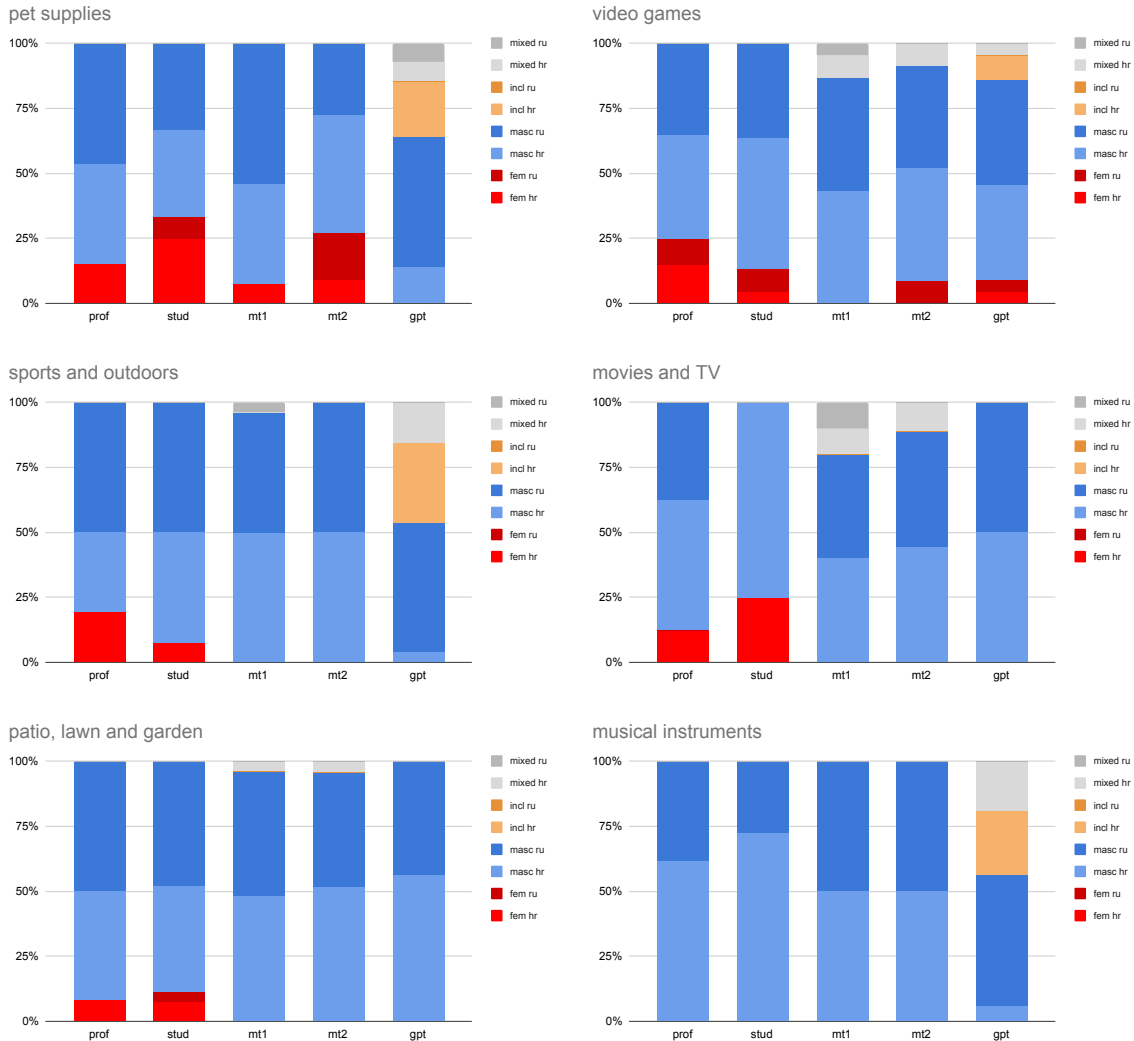 pet supplies
100%
75%
50%
25%
0%
prof stud mt1 mt2 gpt
mixed ru
mixed hr
incl ru
incl hr
masc ru
masc hr
fem ru
fem hr
video games
100%
75%
50%
25%
0%
prof stud mt1 mt2 gpt
mixed ru
mixed hr
incl ru
incl hr
masc ru
masc hr
fem ru
fem hr
sports and outdoors
100%
75%
50%
25%
0%
prof stud mt1 mt2 gpt
mixed ru
mixed hr
incl ru
incl hr
masc ru
masc hr
fem ru
fem hr
movies and TV
100%
75%
50%
25%
0%
prof stud mt1 mt2 gpt
mixed ru
mixed hr
incl ru
incl hr
masc ru
masc hr
fem ru
fem hr
patio, lawn and garden
100%
75%
50%
25%
0%
prof stud mt1 mt2 gpt
mixed ru
mixed hr
incl ru
incl hr
masc ru
masc hr
fem ru
fem hr
musical instruments
100%
75%
50%
25%
0%
prof stud mt1 mt2 gpt
mixed ru
mixed hr
incl ru
incl hr
masc ru
masc hr
fem ru
fem hr